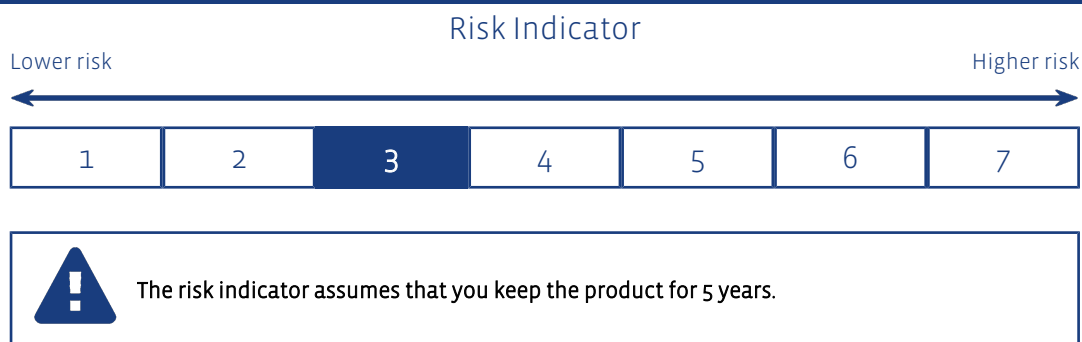 Risk Indicator
Lower risk Higher risk
1 2 3 4 5 6 7
The risk indicator assumes that you keep the product for 5 years.